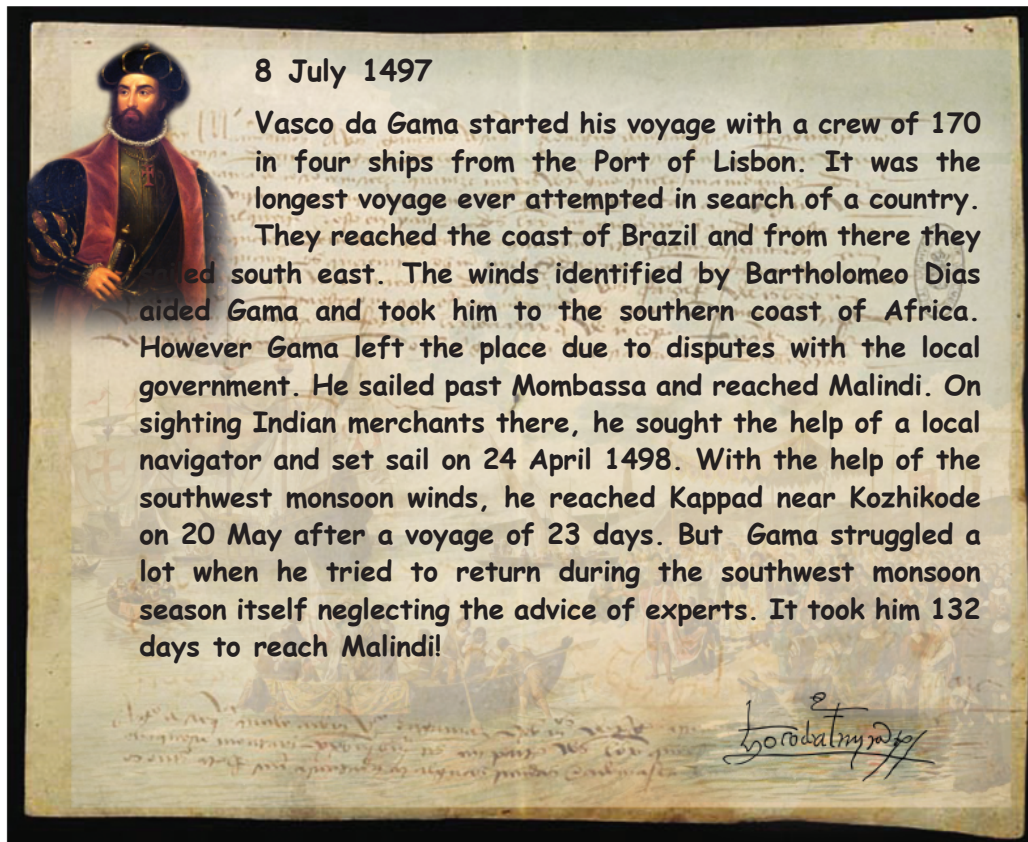 8 July 1497
Vasco da Gama started his voyage with a crew of 170
in four ships from the Port of Lisbon. It was the
longest voyage ever attempted in search of a country.
They reached the coast of Brazil and from there they
south east. The winds identified by Bartholomeo Dias
aided Gama and took him to the southern coast of Africa.
However Gama left the place due to disputes with the local
government. He sailed past Mombassa and reached Malindi. On
sighting Indian merchants there, he sought the help of a local
navigator and set sail on 24 April 1498. With the help of the
southwest monsoon winds, he reached Kappad near Kozhikode
on 20 May after a voyage of 23 days. But Gama struggled a
lot when he tried to return during the southwest monsoon
season itself neglecting the advice of experts. It took him 132
days to reach Malindi!